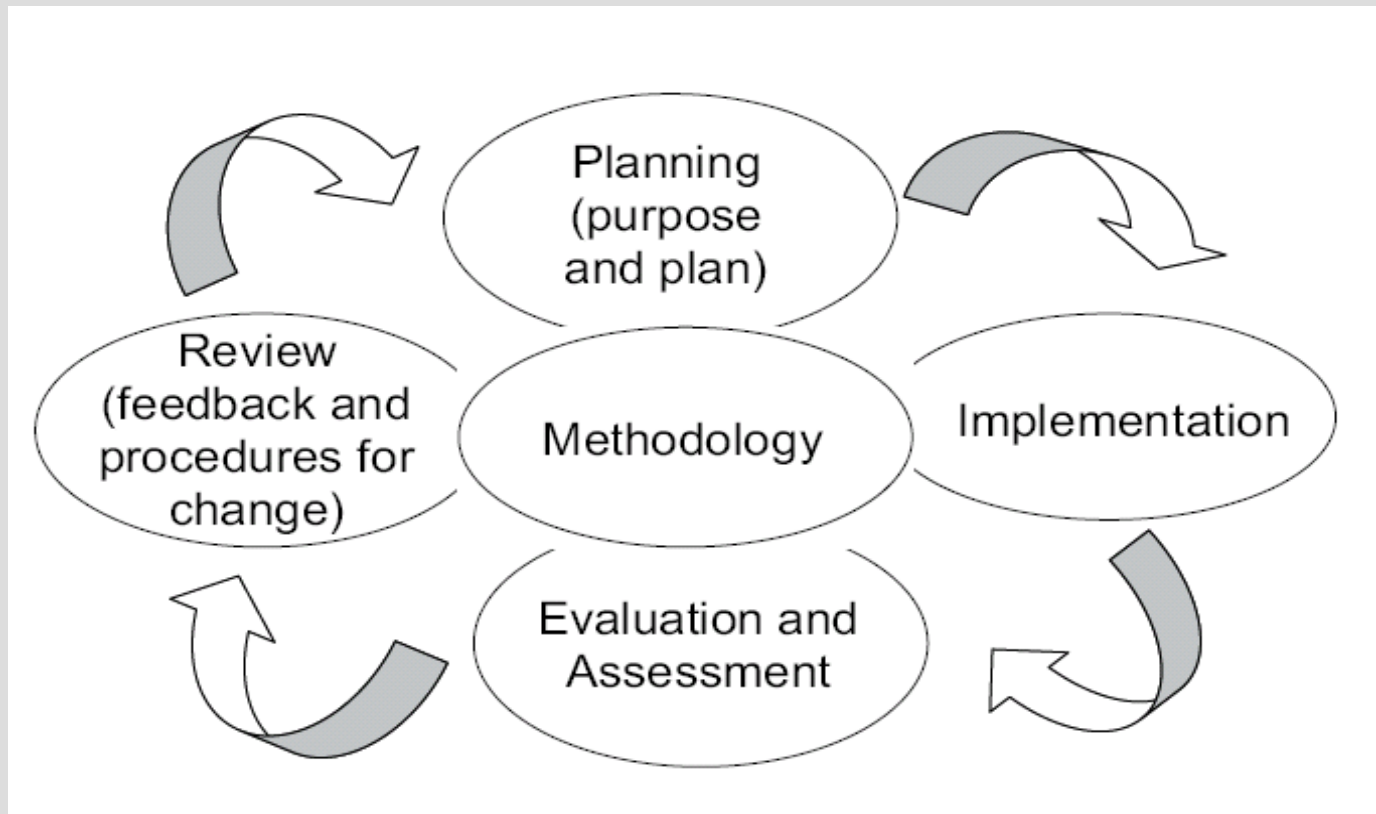 Planning
(purpose
and plan)
Review
(feedback and
procedures for
change)
Methodology
Implementation
Evaluation and
Assessment